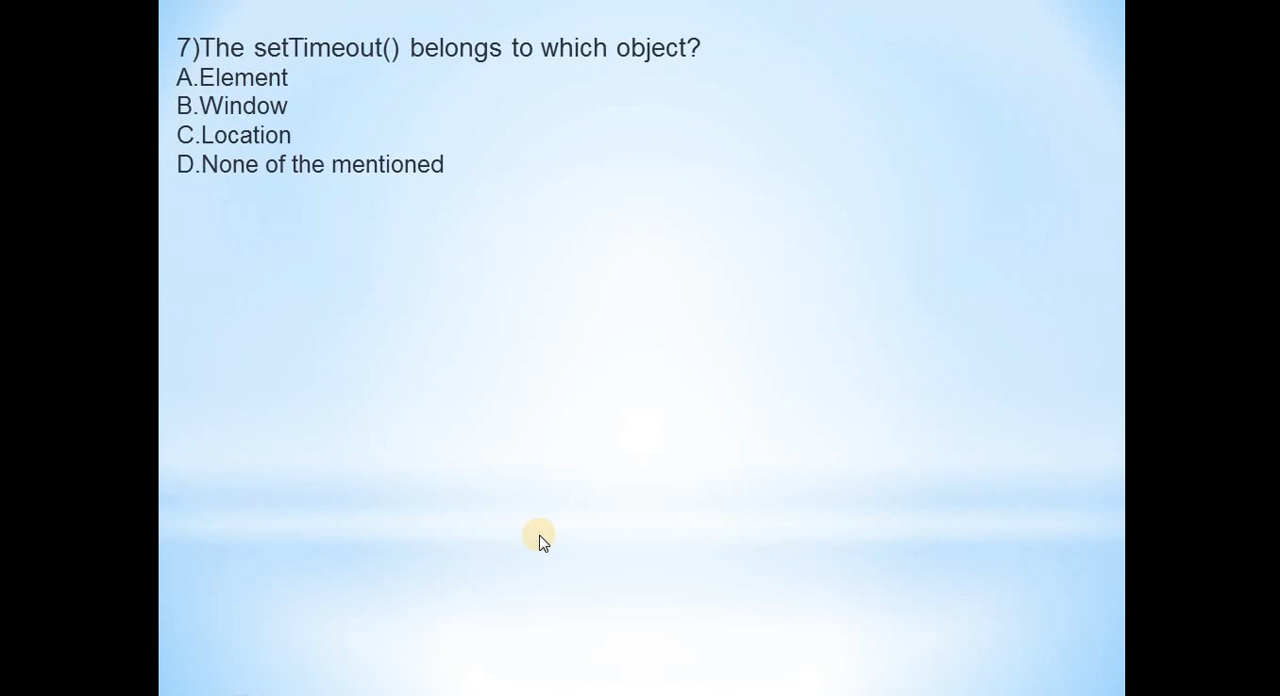 7)The setTimeout() belongs to which object?
A.Element
B.Window
C.Location
D.None of the mentioned